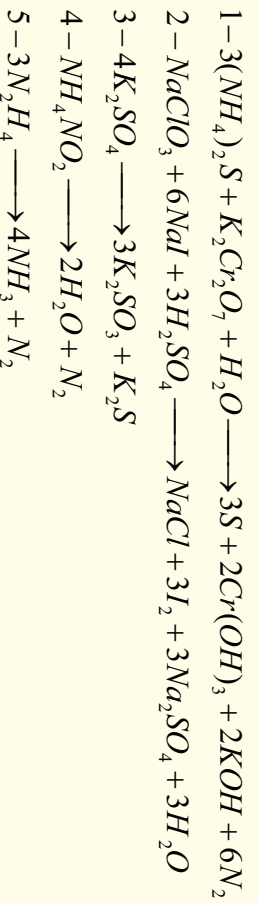 1−3(NH₄)₂S + K₂Cr₂O₇ + H₂O ⟶ 3S + 2Cr(OH)₃ + 2KOH + 6N₂
2−NaClO₃ + 6NaI + 3H₂SO₄ ⟶ NaCl + 3I₂ + 3Na₂SO₄ + 3H₂O
3−4K₂SO₄ ⟶ 3K₂SO₃ + K₂S
4−NH₄NO₂ ⟶ 2H₂O + N₂
5−3N₂H₄ ⟶ 4NH₃ + N₂